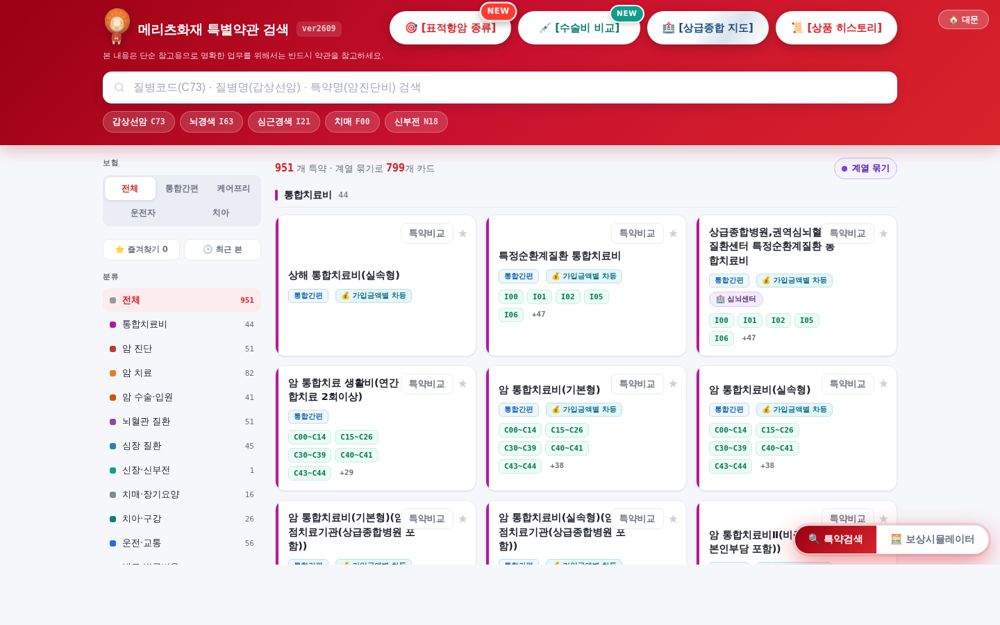 메리츠화재 특별약관 검색 ver2609
🎯 [표적항암 종류] NEW
💉 [수술비 비교] NEW
🏥 [상급종합 지도]
📜 [상품 히스토리]
🏠 대문
본 내용은 단순 참고용으로 명확한 업무를 위해서는 반드시 약관을 참고하세요.
질병코드(C73) · 질병명(갑상선암) · 특약명(암진단비) 검색
갑상선암 C73 뇌경색 I63 심근경색 I21 치매 F00 신부전 N18
보험
전체 통합간편 케어프리
운전자 치아
⭐ 즐겨찾기 0 🕒 최근 본
분류
전체 951
통합치료비 44
암 진단 51
암 치료 82
암 수술·입원 41
뇌혈관 질환 51
심장 질환 45
신장·신부전 1
치매·장기요양 16
치아·구강 26
운전·교통 56
951 개 특약 · 계열 묶기로 799개 카드
계열 묶기
통합치료비 44
특약비교 ★
상해 통합치료비(실속형)
통합간편 💰 가입금액별 차등
특약비교 ★
특정순환계질환 통합치료비
통합간편 💰 가입금액별 차등
I00 I01 I02 I05
I06 +47
특약비교 ★
상급종합병원,권역심뇌혈
질환센터 특정순환계질환 통
합치료비
통합간편 💰 가입금액별 차등
🏥 심뇌센터
I00 I01 I02 I05
I06 +47
특약비교 ★
암 통합치료 생활비(연간
합치료 2회이상)
통합간편
C00~C14 C15~C26
C30~C39 C40~C41
C43~C44 +29
특약비교 ★
암 통합치료비(기본형)
통합간편 💰 가입금액별 차등
C00~C14 C15~C26
C30~C39 C40~C41
C43~C44 +38
특약비교 ★
암 통합치료비(실속형)
통합간편 💰 가입금액별 차등
C00~C14 C15~C26
C30~C39 C40~C41
C43~C44 +38
특약비교 ★
암 통합치료비(기본형)(암
점치료기관(상급종합병원 포
함))
특약비교 ★
암 통합치료비(실속형)(암
점치료기관(상급종합병원 포
함))
특약비교 ★
암 통합치료비II(비
본인부담 포함))
🔍 특약검색 🧮 보상시뮬레이터